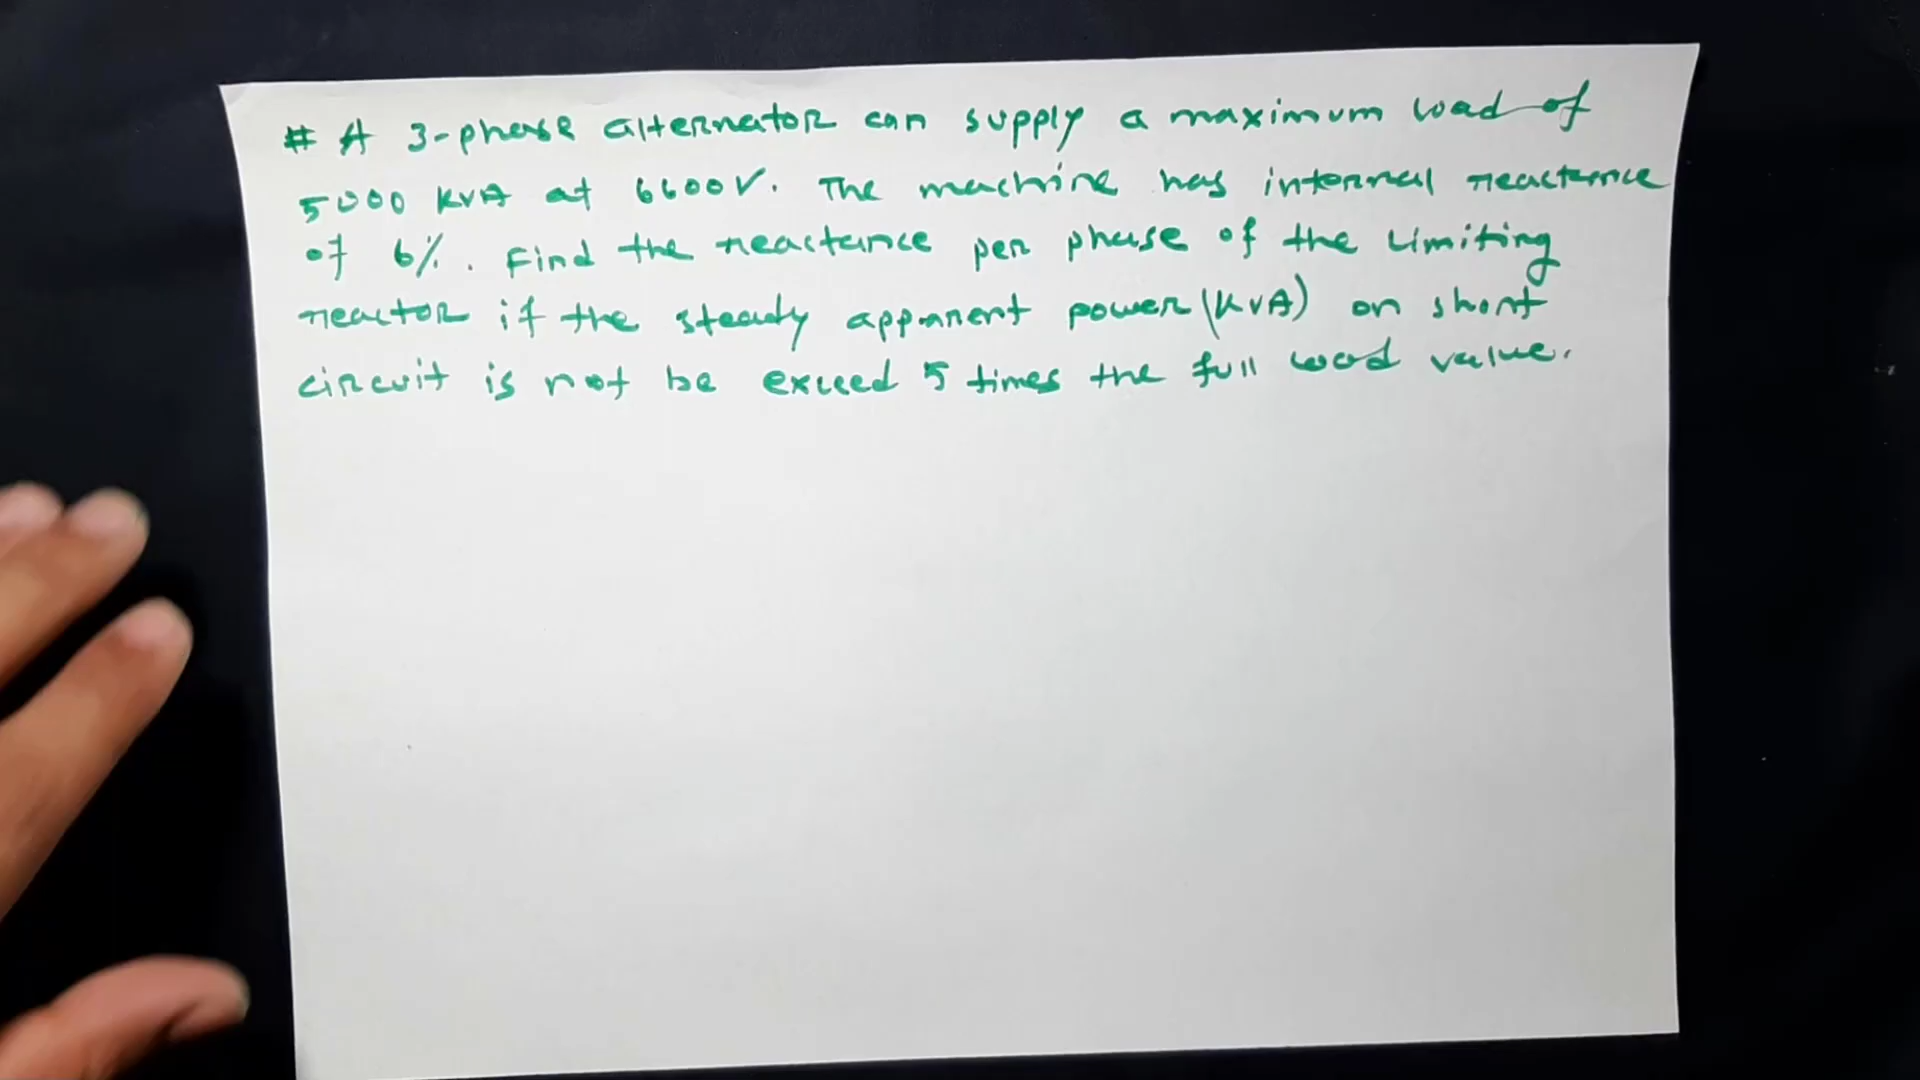 # A 3-phase alternator can supply a maximum load of
5000 KVA at 6600V. The machine has internal reactance
of 6%. Find the reactance per phase of the limiting
reactor if the steady apparent power (KVA) on short
circuit is not be exceed 5 times the full load value.